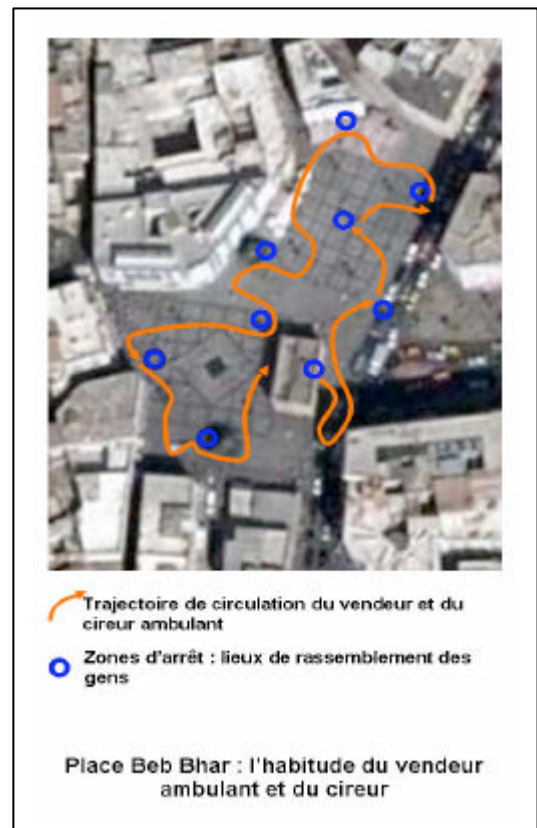 Trajectoire de circulation du vendeur et du
cireur ambulant
Zones d'arrêt : lieux de rassemblement des
gens
Place Beb Bhar : l'habitude du vendeur
ambulant et du cireur